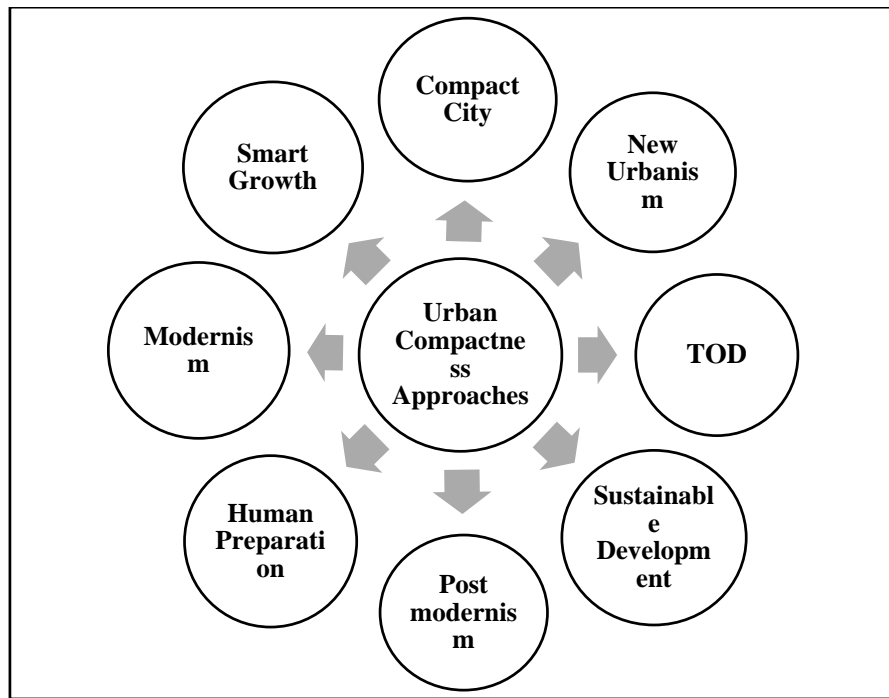 Compact
City
New
Urbanis
m
TOD
Sustainabl
e
Developm
ent
Post
modernis
m
Human
Preparati
on
Modernis
m
Smart
Growth
Urban
Compactne
ss
Approaches